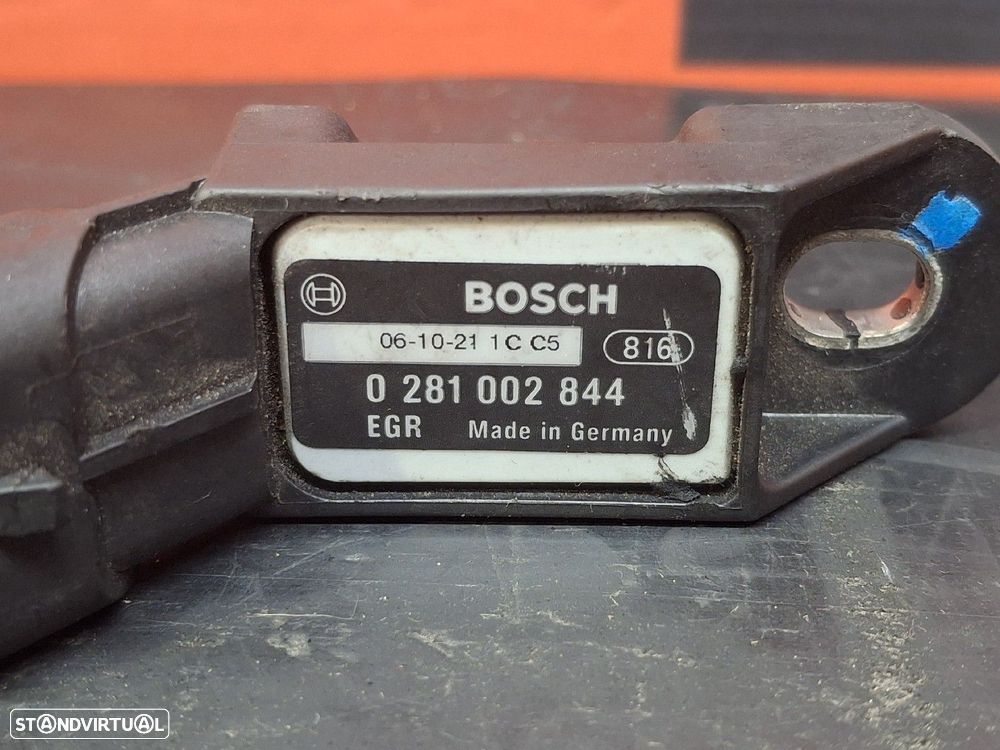 BOSCH
06-10-21 1C C5 816
0 281 002 844
EGR Made in Germany
STANDVIRTUAL